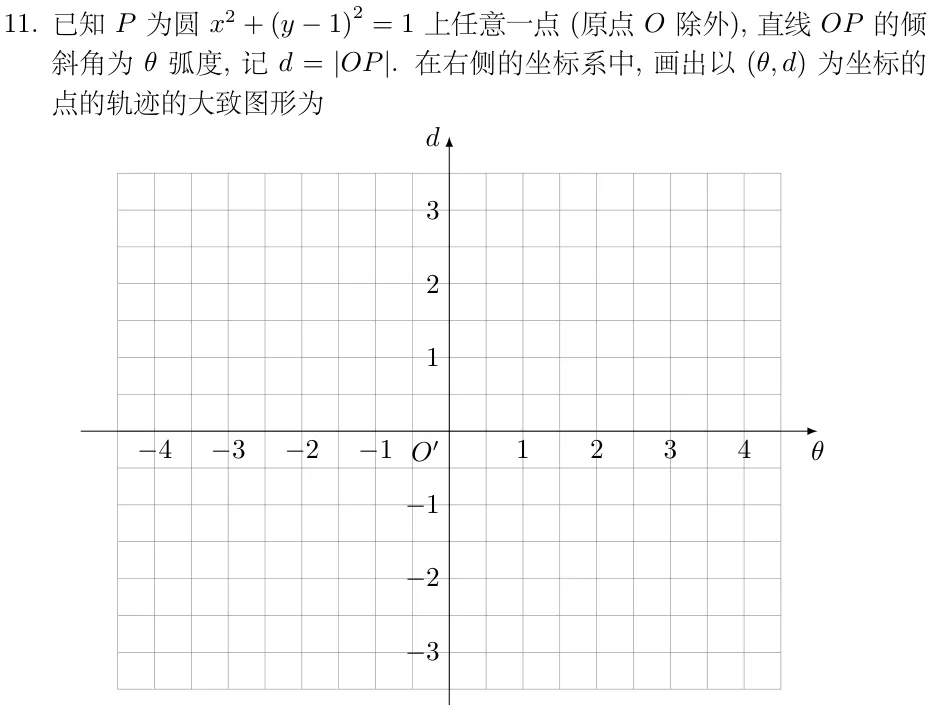 11. 已知 P 为圆 x² + (y − 1)² = 1 上任意一点 (原点 O 除外), 直线 OP 的倾
斜角为 θ 弧度, 记 d = |OP|. 在右侧的坐标系中, 画出以 (θ, d) 为坐标的
点的轨迹的大致图形为
d
3
2
1
−4 −3 −2 −1 O′ 1 2 3 4 θ
−1
−2
−3